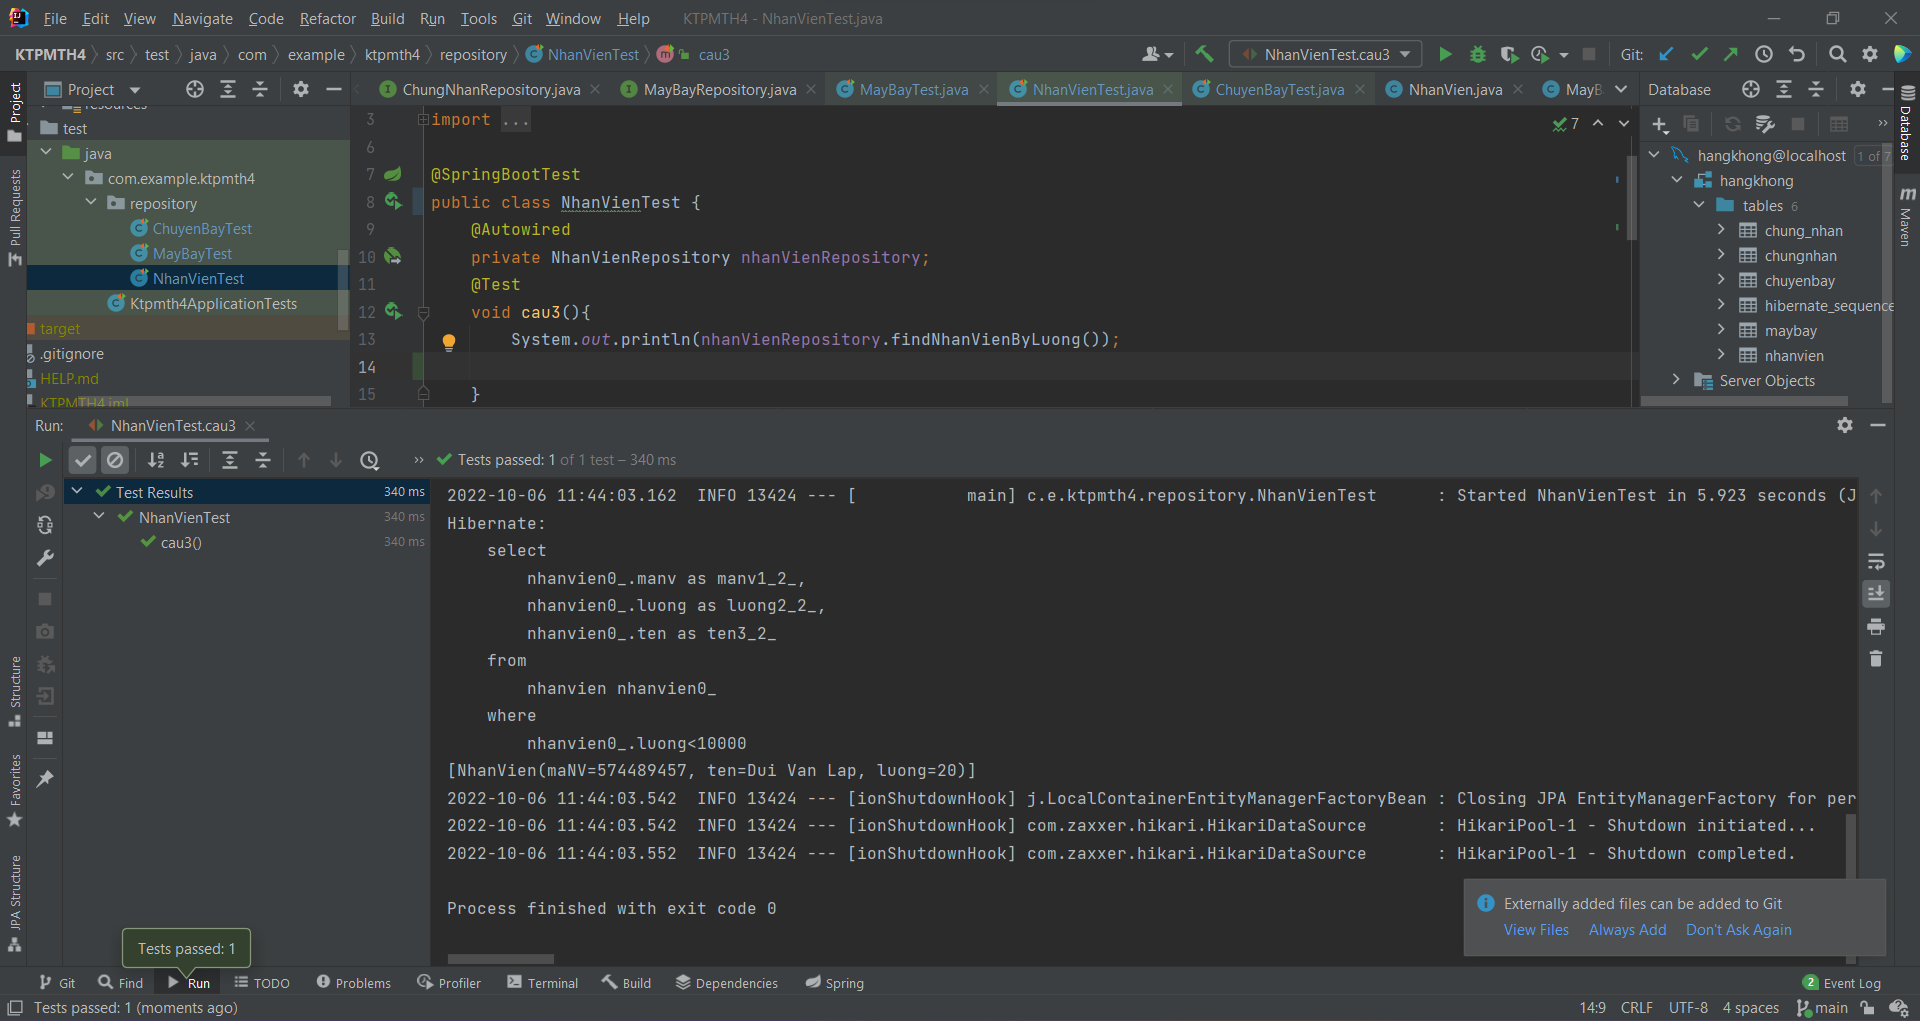 File Edit View Navigate Code Refactor Build Run Tools Git Window Help KTPMTH4 - NhanVienTest.java
KTPMTH4 src test java com example ktpmth4 repository NhanVienTest m cau3 NhanVienTest.cau3 Git:
Project ChungNhanRepository.java MayBayRepository.java MayBayTest.java NhanVienTest.java ChuyenBayTest.java NhanVien.java MayB Database
resources
test
java
com.example.ktpmth4
repository
ChuyenBayTest
MayBayTest
NhanVienTest
Ktpmth4ApplicationTests
target
.gitignore
HELP.md
KTPMTH4.iml
3 import ...
7
6
7 @SpringBootTest
8 public class NhanVienTest {
9 @Autowired
10 private NhanVienRepository nhanVienRepository;
11 @Test
12 void cau3(){
13 System.out.println(nhanVienRepository.findNhanVienByLuong());
14
15 }
hangkhong@localhost 1 of 7
hangkhong
tables 6
chung_nhan
chungnhan
chuyenbay
hibernate_sequence
maybay
nhanvien
Server Objects
Project
Pull Requests
Structure
Favorites
JPA Structure
Database
m Maven
Run: NhanVienTest.cau3
Tests passed: 1 of 1 test – 340 ms
Test Results 340 ms
NhanVienTest 340 ms
cau3() 340 ms
2022-10-06 11:44:03.162 INFO 13424 --- [ main] c.e.ktpmth4.repository.NhanVienTest : Started NhanVienTest in 5.923 seconds (J
Hibernate:
select
nhanvien0_.manv as manv1_2_,
nhanvien0_.luong as luong2_2_,
nhanvien0_.ten as ten3_2_
from
nhanvien nhanvien0_
where
nhanvien0_.luong<10000
[NhanVien(maNV=574489457, ten=Dui Van Lap, luong=20)]
2022-10-06 11:44:03.542 INFO 13424 --- [ionShutdownHook] j.LocalContainerEntityManagerFactoryBean : Closing JPA EntityManagerFactory for per
2022-10-06 11:44:03.542 INFO 13424 --- [ionShutdownHook] com.zaxxer.hikari.HikariDataSource : HikariPool-1 - Shutdown initiated...
2022-10-06 11:44:03.552 INFO 13424 --- [ionShutdownHook] com.zaxxer.hikari.HikariDataSource : HikariPool-1 - Shutdown completed.
Process finished with exit code 0
Externally added files can be added to Git
View Files Always Add Don't Ask Again
Tests passed: 1
Git Find Run TODO Problems Profiler Terminal Build Dependencies Spring 2 Event Log
Tests passed: 1 (moments ago) 14:9 CRLF UTF-8 4 spaces main